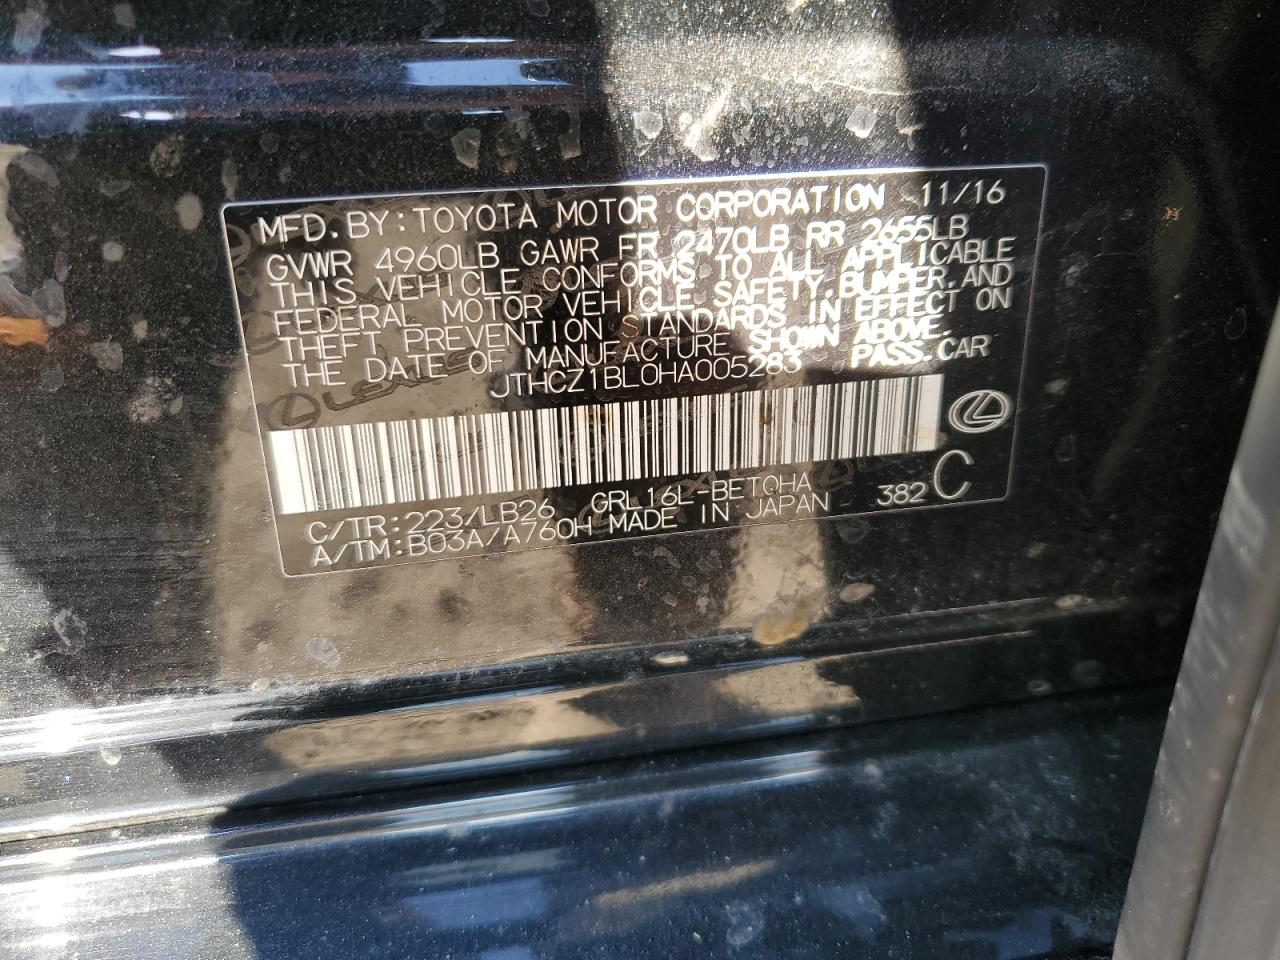 MFD. BY: TOYOTA MOTOR CORPORATION 11/16
GVWR 4960LB GAWR FR 2470LB RR 2655LB
THIS VEHICLE CONFORMS TO ALL APPLICABLE
FEDERAL MOTOR VEHICLE SAFETY, BUMPER, AND
THEFT PREVENTION STANDARDS IN EFFECT ON
THE DATE OF MANUFACTURE SHOWN ABOVE.
JTHCZ1BL0HA005283 PASS. CAR
C/TR: 223/LB26 GRL16L-BETQHA 382 C
A/TM: B03A/A760H MADE IN JAPAN
LEXUS